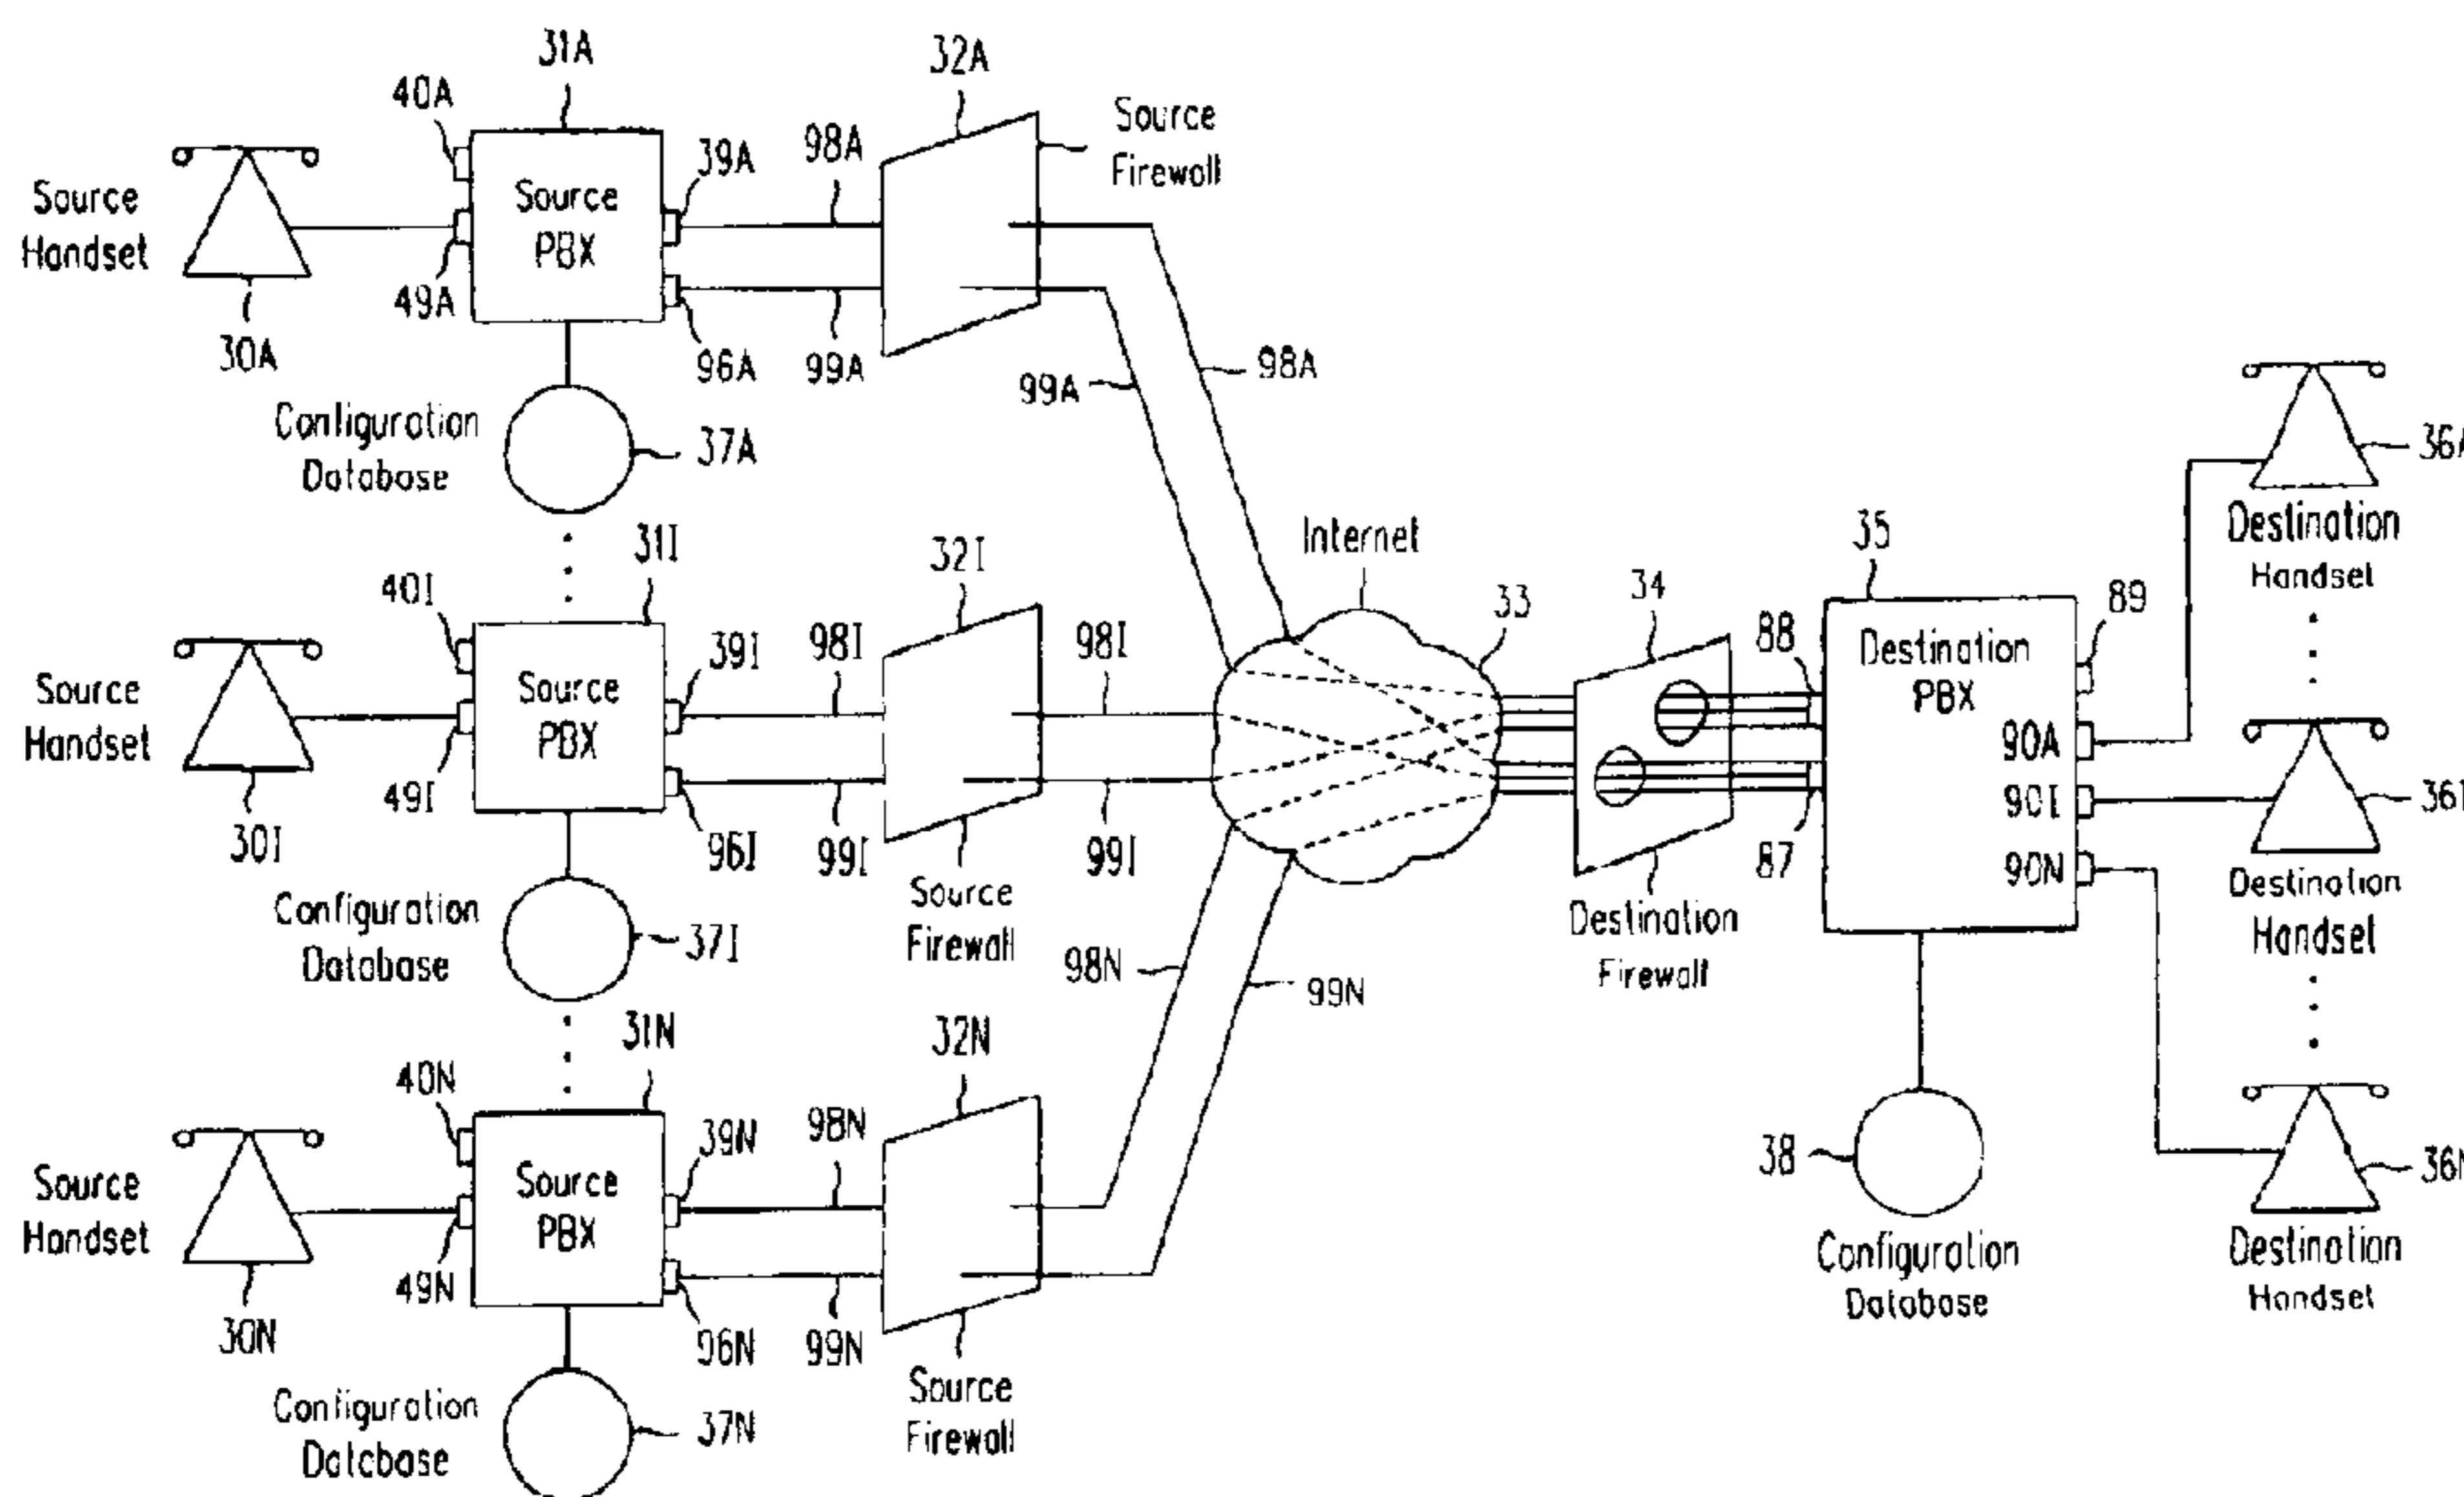 31A
32A
40A
Source
Firewall
98A
39A
Source
Handset
Source
PBX
49A
30A
96A
99A
99A
98A
Configuration
Database
37A
36A
Destination
Handset
31I
32I
Internet
35
40I
34
33
89
39I
98I
98I
88
Destination
PBX
Source
Handset
Source
PBX
90A
49I
90I
36I
30I
96I
99I
99I
87
90N
Destination
Handset
Source
Firewall
Destination
Firewall
Configuration
Database
37I
98N
99N
31N
32N
40N
39N
98N
38
36N
Source
Handset
Source
PBX
Configuration
Database
Destination
Handset
49N
30N
96N
99N
Source
Firewall
Configuration
Database
37N